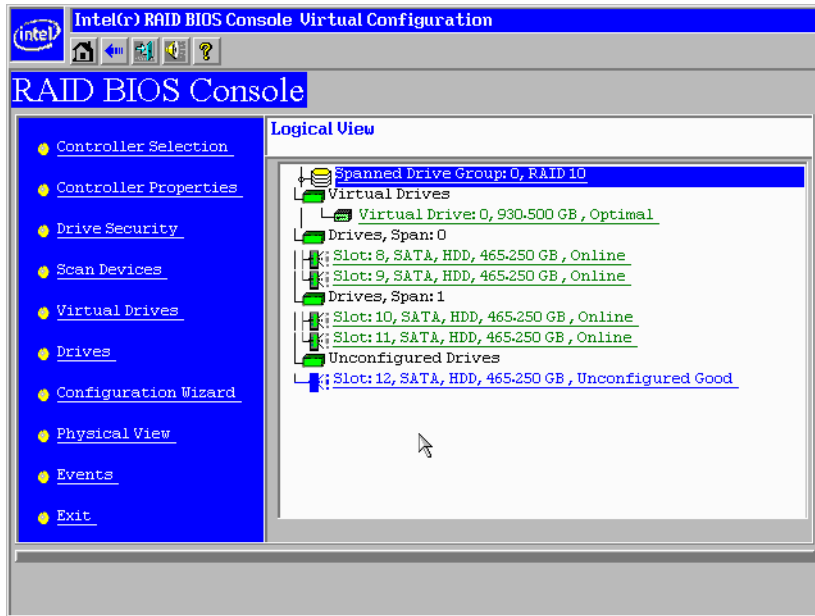 Intel(r) RAID BIOS Console Virtual Configuration
intel
?
RAID BIOS Console
Controller Selection
Controller Properties
Drive Security
Scan Devices
Virtual Drives
Drives
Configuration Wizard
Physical View
Events
Exit
Logical View
Spanned Drive Group: 0, RAID 10
Virtual Drives
Virtual Drive: 0, 930.500 GB , Optimal
Drives, Span: 0
Slot: 8, SATA, HDD, 465.250 GB , Online
Slot: 9, SATA, HDD, 465.250 GB , Online
Drives, Span: 1
Slot: 10, SATA, HDD, 465.250 GB , Online
Slot: 11, SATA, HDD, 465.250 GB , Online
Unconfigured Drives
Slot: 12, SATA, HDD, 465.250 GB , Unconfigured Good